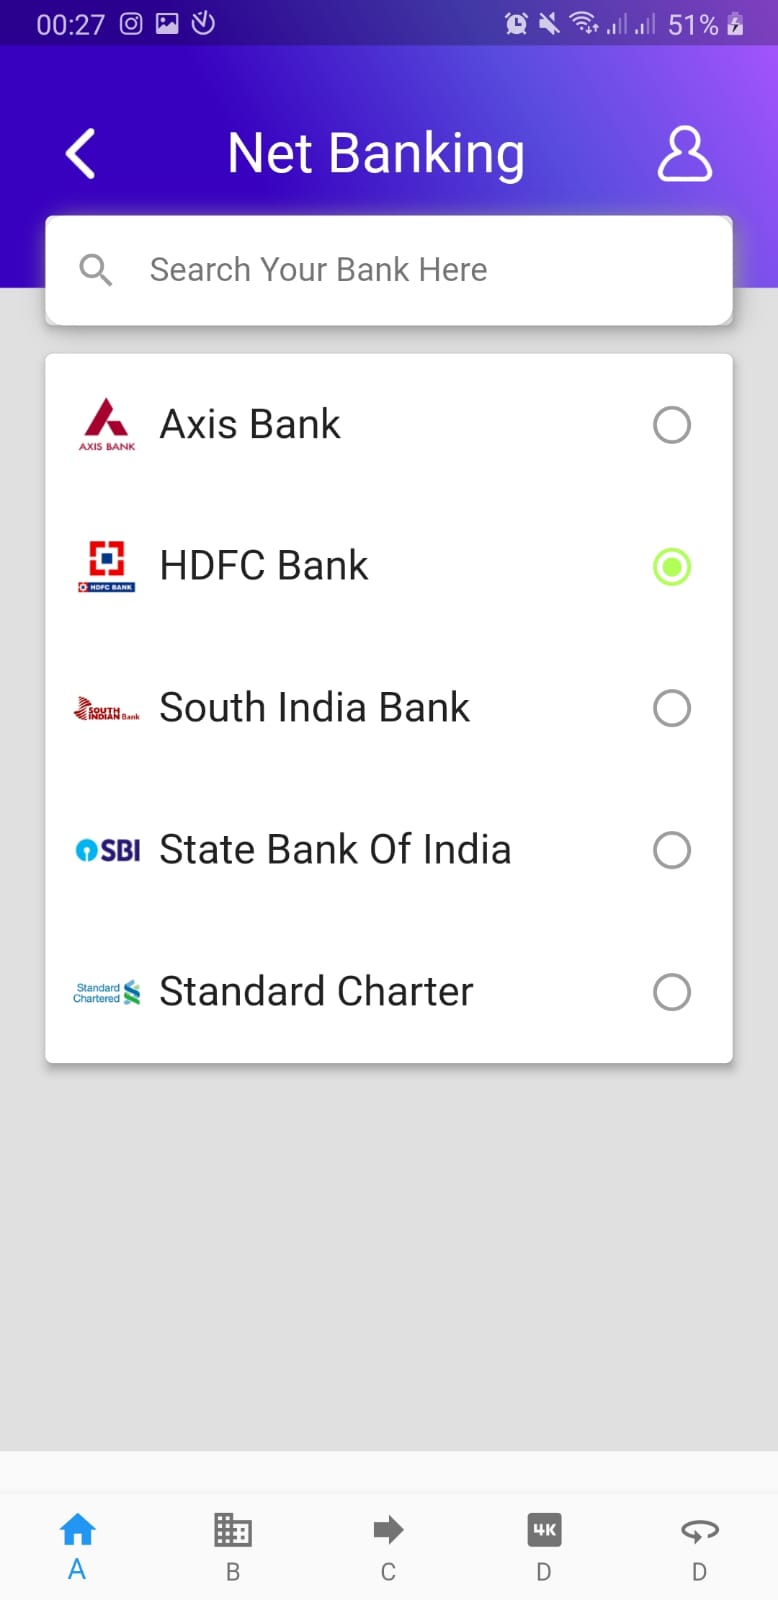 00:27 51%
Net Banking
Search Your Bank Here
AXIS BANK
Axis Bank
HDFC BANK
HDFC Bank
SOUTH
INDIAN Bank
South India Bank
SBI
State Bank Of India
Standard
Chartered
Standard Charter
4K
A B C D D